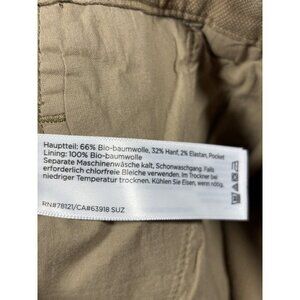 Hauptteil: 66% Bio-baumwolle, 32% Hanf, 2% Elastan, Pocket
Lining: 100% Bio-baumwolle
Separate Maschinenwäsche kalt, Schonwaschgang. Falls
erforderlich chlorfreie Bleiche verwenden. Im Trockner bei
niedriger Temperatur trocknen. Kühlen Sie Eisen, wenn nötig.
RN#78121/CA#63918 SUZ